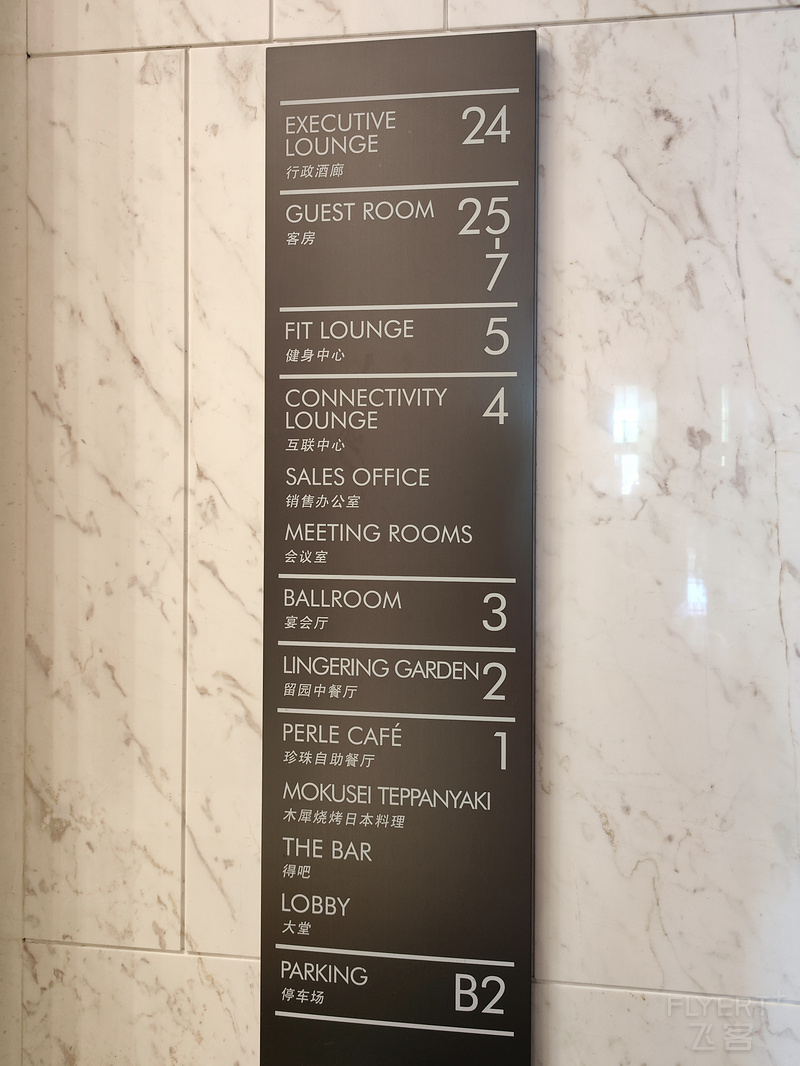 EXECUTIVE
LOUNGE
24
行政酒廊
GUEST ROOM
25
-
7
客房
FIT LOUNGE
5
健身中心
CONNECTIVITY
LOUNGE
4
互联中心
SALES OFFICE
销售办公室
MEETING ROOMS
会议室
BALLROOM
3
宴会厅
LINGERING GARDEN
2
留园中餐厅
PERLE CAFÉ
1
珍珠自助餐厅
MOKUSEI TEPPANYAKI
木犀烧烤日本料理
THE BAR
得吧
LOBBY
大堂
PARKING
B2
停车场
FLYERT
飞客